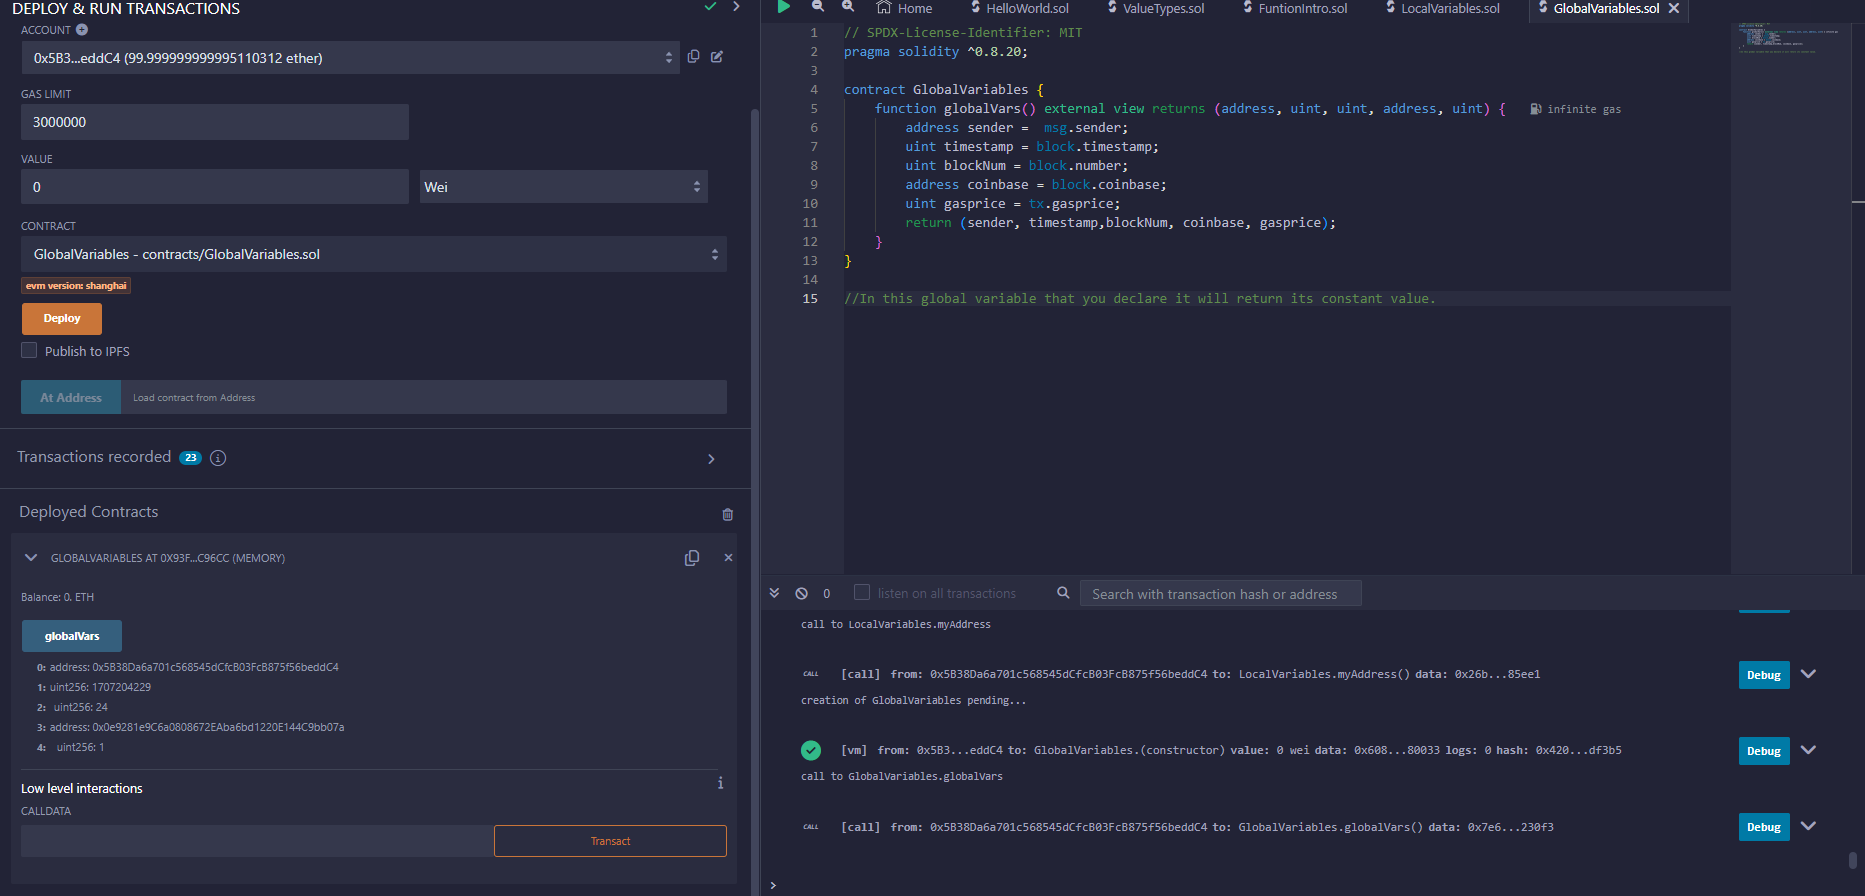 DEPLOY & RUN TRANSACTIONS
ACCOUNT
0x5B3...eddC4 (99.999999999995110312 ether)
GAS LIMIT
3000000
VALUE
0
Wei
CONTRACT
GlobalVariables - contracts/GlobalVariables.sol
evm version: shanghai
Deploy
Publish to IPFS
At Address
Load contract from Address
Transactions recorded 23 i
Deployed Contracts
GLOBALVARIABLES AT 0X93F...C96CC (MEMORY)
Balance: 0. ETH
globalVars
0: address: 0x5B38Da6a701c568545dCfcB03FcB875f56beddC4
1: uint256: 1707204229
2: uint256: 24
3: address: 0x0e9281e9C6a0808672EAba6bd1220E144C9bb07a
4: uint256: 1
Low level interactions
i
CALLDATA
Transact
Home
HelloWorld.sol
ValueTypes.sol
FuntionIntro.sol
LocalVariables.sol
GlobalVariables.sol
1 // SPDX-License-Identifier: MIT
2 pragma solidity ^0.8.20;
3
4 contract GlobalVariables {
5 function globalVars() external view returns (address, uint, uint, address, uint) { infinite gas
6 address sender =  msg.sender;
7 uint timestamp = block.timestamp;
8 uint blockNum = block.number;
9 address coinbase = block.coinbase;
10 uint gasprice = tx.gasprice;
11 return (sender, timestamp,blockNum, coinbase, gasprice);
12 }
13 }
14
15 //In this global variable that you declare it will return its constant value.
0
listen on all transactions
Search with transaction hash or address
call to LocalVariables.myAddress
CALL [call] from: 0x5B38Da6a701c568545dCfcB03FcB875f56beddC4 to: LocalVariables.myAddress() data: 0x26b...85ee1
Debug
creation of GlobalVariables pending...
[vm] from: 0x5B3...eddC4 to: GlobalVariables.(constructor) value: 0 wei data: 0x608...80033 logs: 0 hash: 0x420...df3b5
Debug
call to GlobalVariables.globalVars
CALL [call] from: 0x5B38Da6a701c568545dCfcB03FcB875f56beddC4 to: GlobalVariables.globalVars() data: 0x7e6...230f3
Debug
>